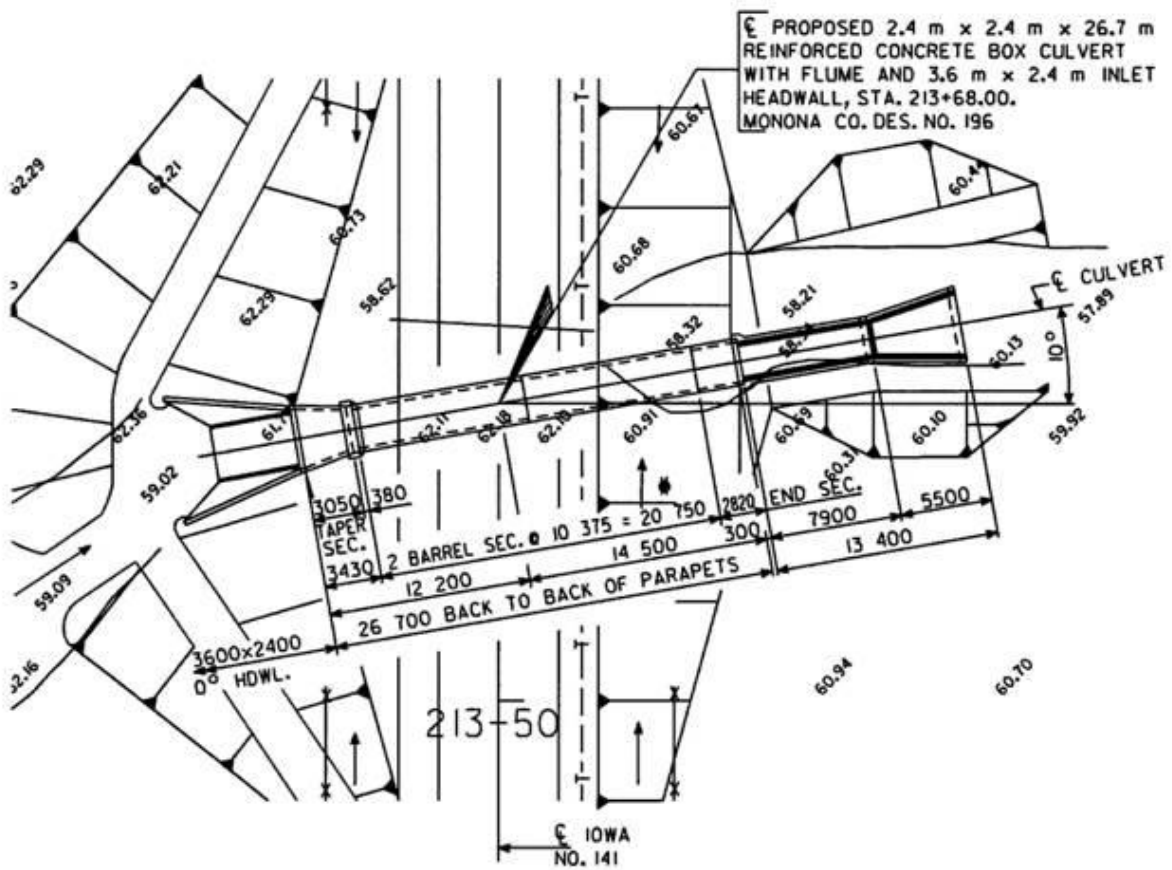 ℄ PROPOSED 2.4 m x 2.4 m x 26.7 m
REINFORCED CONCRETE BOX CULVERT
WITH FLUME AND 3.6 m x 2.4 m INLET
HEADWALL, STA. 213+68.00.
MONONA CO. DES. NO. 196
60.67
62.29
62.21
60.44
60.73
60.68
℄ CULVERT
62.29
58.62
58.21
57.89
58.32
10°
60.13
62.36
62.11
62.18
62.10
60.91
60.69
60.10
59.92
59.02
60.31
3050
380
TAPER
SEC.
2 BARREL SEC. @ 10 375 = 20 750
2820
END SEC.
7900
5500
3430
12 200
14 500
300
13 400
26 700 BACK TO BACK OF PARAPETS
59.09
3600x2400
0° HDWL.
60.94
60.70
213-50
T
T
T
T
T
℄ IOWA
NO. 141